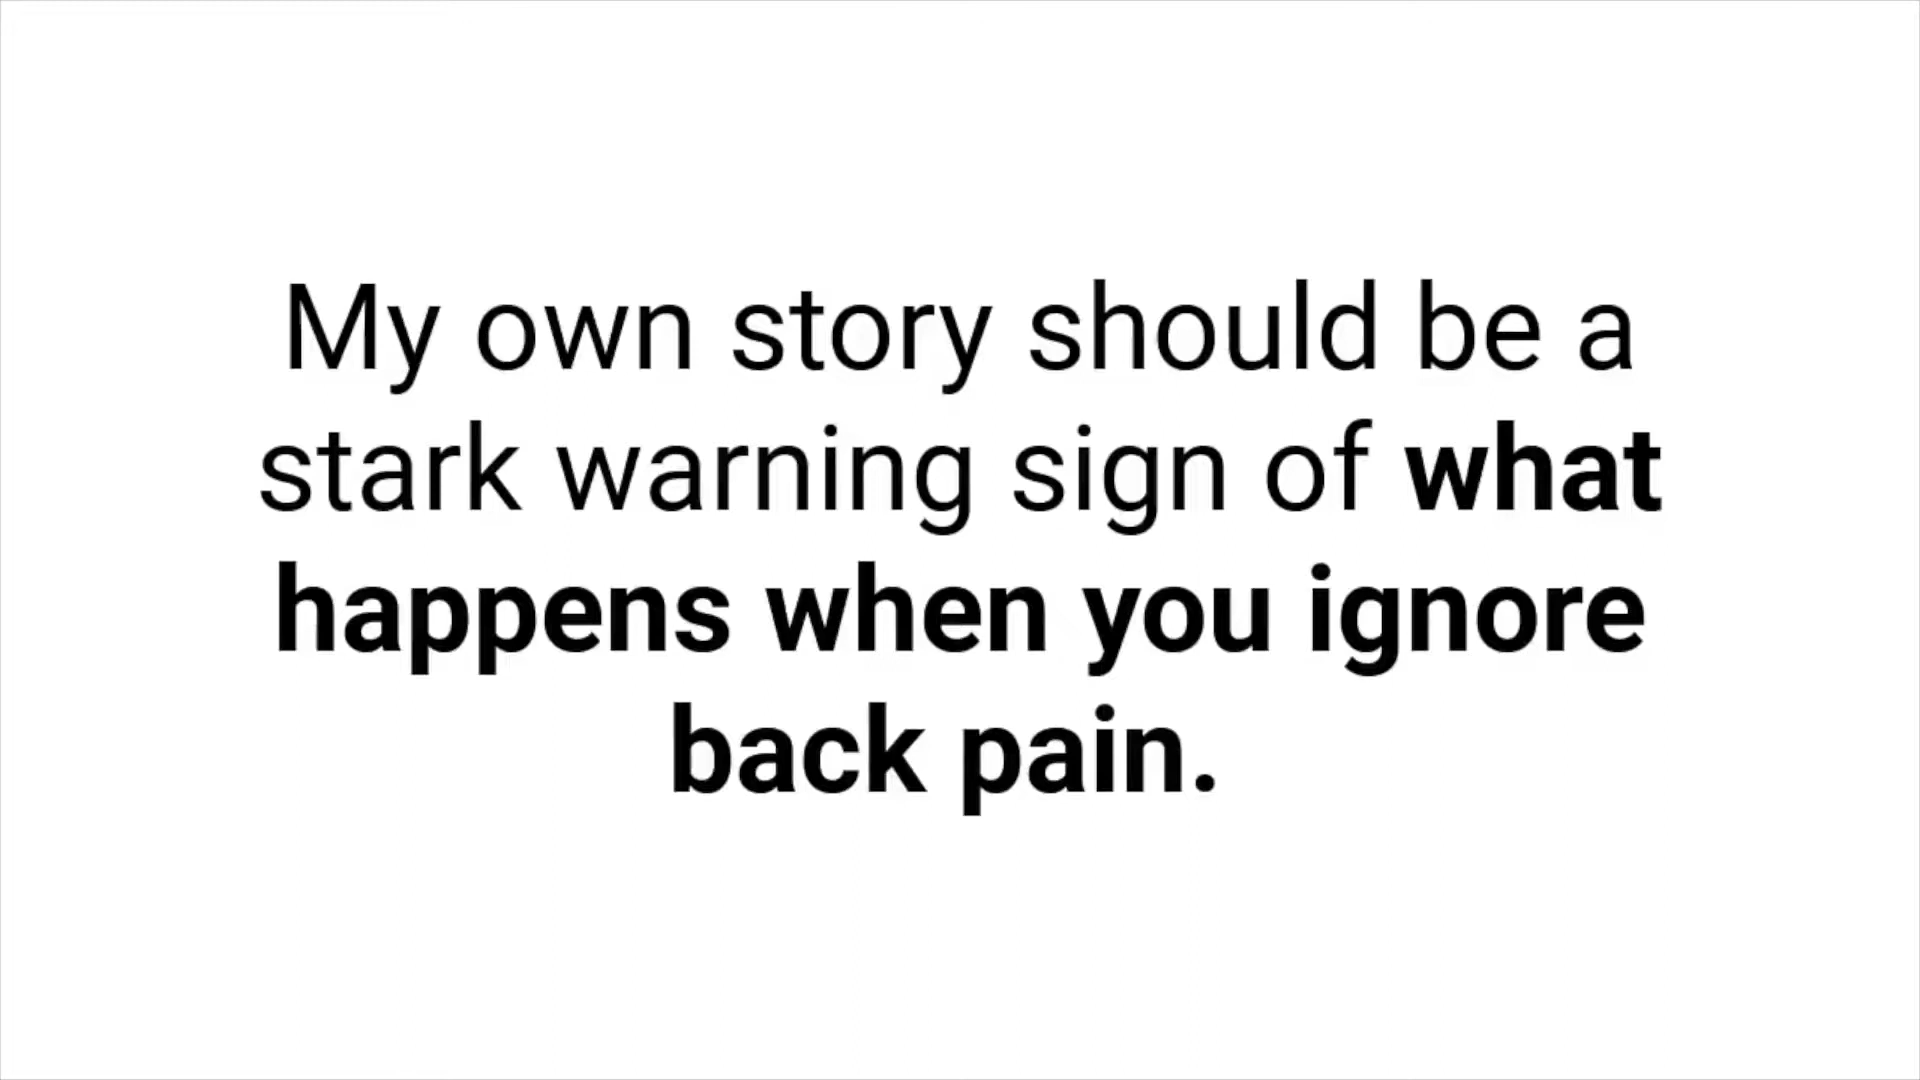 My own story should be a
stark warning sign of what
happens when you ignore
back pain.